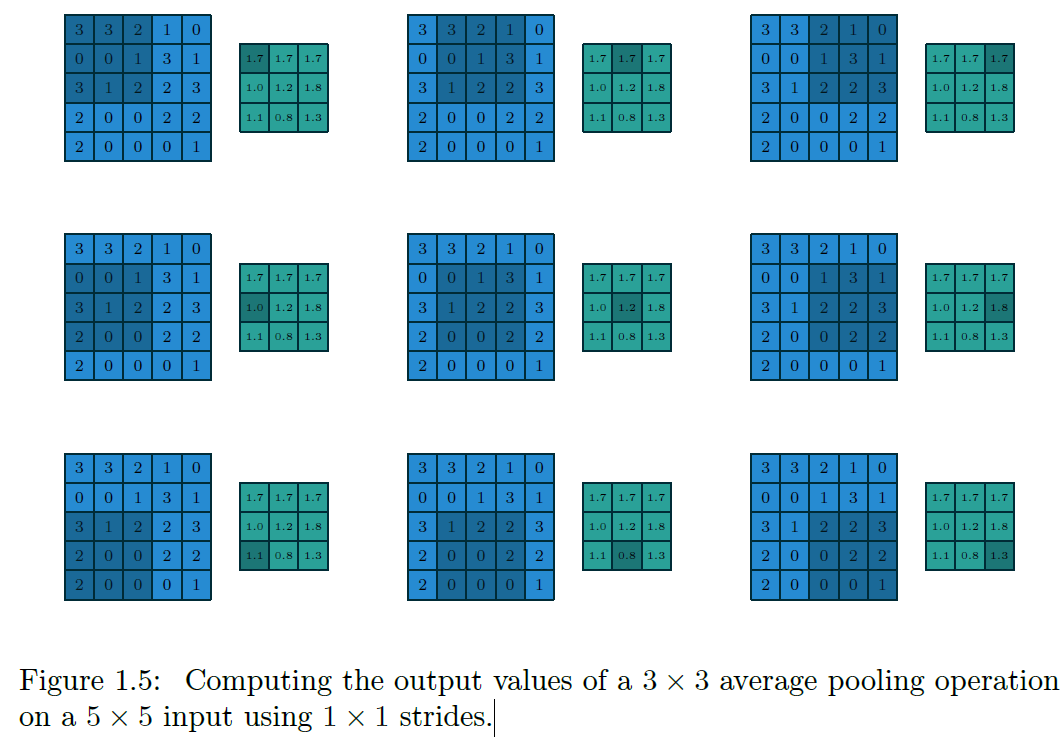 3 3 2 1 0 3 3 2 1 0 3 3 2 1 0
0 0 1 3 1 1.7 1.7 1.7 0 0 1 3 1 1.7 1.7 1.7 0 0 1 3 1 1.7 1.7 1.7
3 1 2 2 3 1.0 1.2 1.8 3 1 2 2 3 1.0 1.2 1.8 3 1 2 2 3 1.0 1.2 1.8
2 0 0 2 2 1.1 0.8 1.3 2 0 0 2 2 1.1 0.8 1.3 2 0 0 2 2 1.1 0.8 1.3
2 0 0 0 1 2 0 0 0 1 2 0 0 0 1
3 3 2 1 0 3 3 2 1 0 3 3 2 1 0
0 0 1 3 1 1.7 1.7 1.7 0 0 1 3 1 1.7 1.7 1.7 0 0 1 3 1 1.7 1.7 1.7
3 1 2 2 3 1.0 1.2 1.8 3 1 2 2 3 1.0 1.2 1.8 3 1 2 2 3 1.0 1.2 1.8
2 0 0 2 2 1.1 0.8 1.3 2 0 0 2 2 1.1 0.8 1.3 2 0 0 2 2 1.1 0.8 1.3
2 0 0 0 1 2 0 0 0 1 2 0 0 0 1
3 3 2 1 0 3 3 2 1 0 3 3 2 1 0
0 0 1 3 1 1.7 1.7 1.7 0 0 1 3 1 1.7 1.7 1.7 0 0 1 3 1 1.7 1.7 1.7
3 1 2 2 3 1.0 1.2 1.8 3 1 2 2 3 1.0 1.2 1.8 3 1 2 2 3 1.0 1.2 1.8
2 0 0 2 2 1.1 0.8 1.3 2 0 0 2 2 1.1 0.8 1.3 2 0 0 2 2 1.1 0.8 1.3
2 0 0 0 1 2 0 0 0 1 2 0 0 0 1
Figure 1.5: Computing the output values of a 3 × 3 average pooling operation
on a 5 × 5 input using 1 × 1 strides.